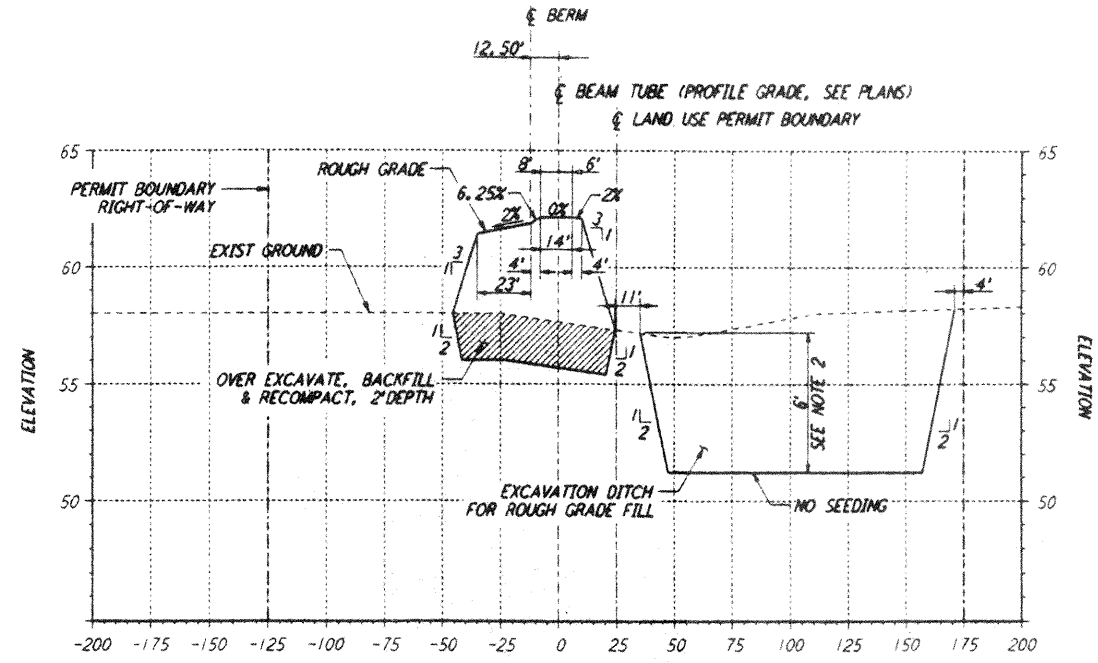 ℄ BERM
12.50'
℄ BEAM TUBE (PROFILE GRADE, SEE PLANS)
℄ LAND USE PERMIT BOUNDARY
65
65
ROUGH GRADE
8'
6'
PERMIT BOUNDARY
RIGHT-OF-WAY
6.25%
2%
0%
2%
3
1
EXIST GROUND
14'
60
60
1
3
4'
4'
23'
11'
4'
1
2
1
2
ELEVATION
ELEVATION
55
55
OVER EXCAVATE, BACKFILL
& RECOMPACT, 2'DEPTH
6'
SEE NOTE 2
1
2
1
2
EXCAVATION DITCH
FOR ROUGH GRADE FILL
NO SEEDING
50
50
-200 -175 -150 -125 -100 -75 -50 -25 0 25 50 75 100 125 150 175 200